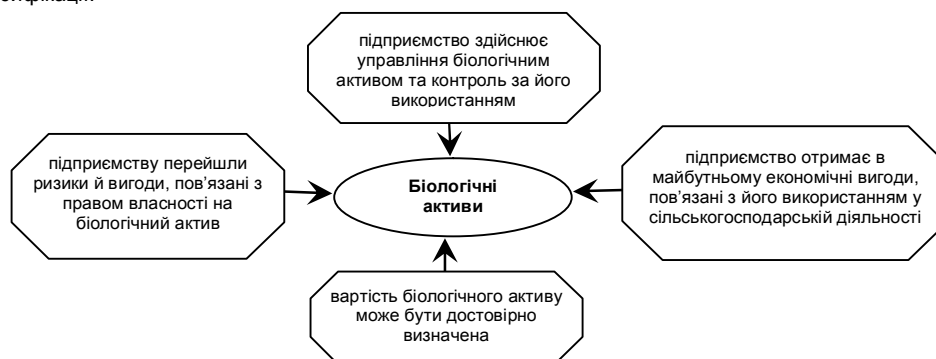 підприємство здійснює
управління біологічним
активом та контроль за його
використанням
підприємству перейшли
ризики й вигоди, пов’язані з
правом власності на
біологічний актив
Біологічні
активи
підприємство отримає в
майбутньому економічні вигоди,
пов’язані з його використанням у
сільськогосподарській діяльності
вартість біологічного активу
може бути достовірно
визначена